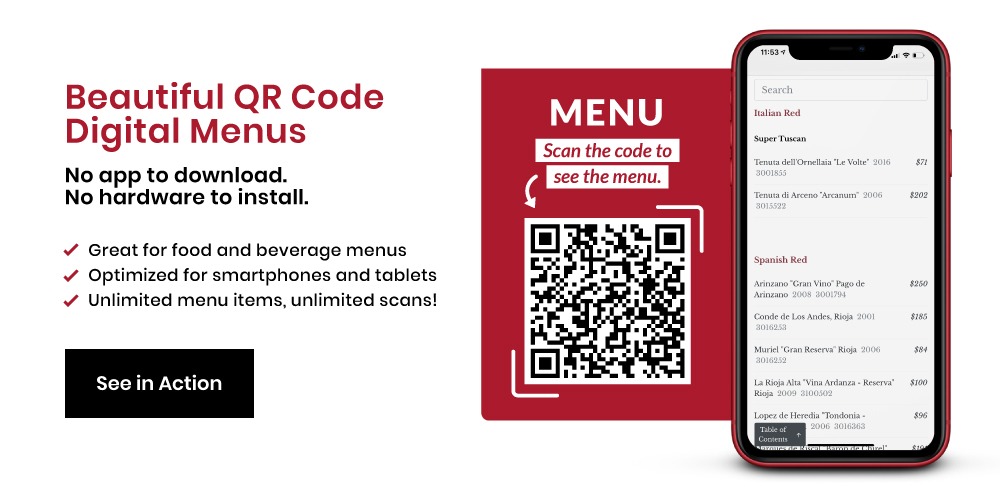 Beautiful QR Code
Digital Menus
No app to download.
No hardware to install.
Great for food and beverage menus
Optimized for smartphones and tablets
Unlimited menu items, unlimited scans!
See in Action
MENU
Scan the code to
see the menu.
11:53
Search
Italian Red
Super Tuscan
Tenuta dell'Ornellaia "Le Volte" 2016 $71
3001855
Tenuta di Arceno "Arcanum" 2006 $202
3015522
Spanish Red
Arinzano "Gran Vino" Pago de $250
Arinzano 2008 3001794
Conde de Los Andes, Rioja 2001 $185
3016253
Muriel "Gran Reserva" Rioja 2006 $84
3016252
La Rioja Alta "Vina Ardanza - Reserva" $100
Rioja 2009 3100502
Lopez de Heredia "Tondonia - $96
2006 3016363
Table of
Contents